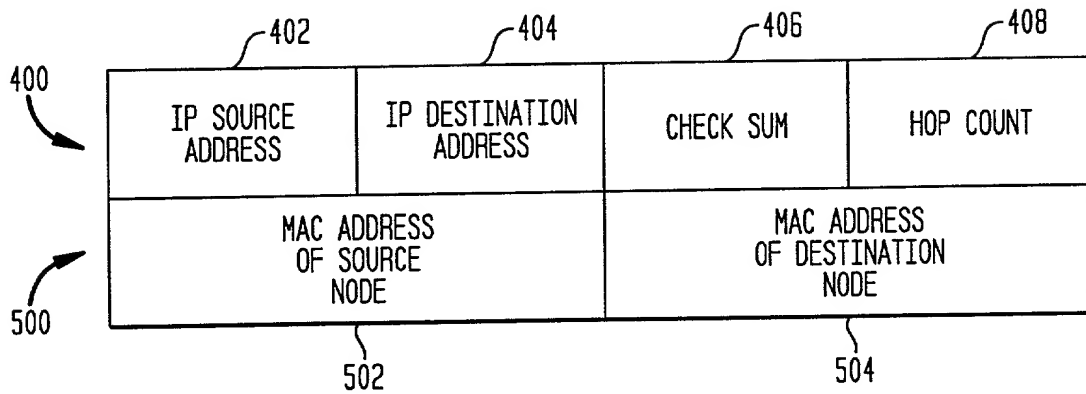 402
404
406
408
400
IP SOURCE
ADDRESS
IP DESTINATION
ADDRESS
CHECK SUM
HOP COUNT
500
MAC ADDRESS
OF SOURCE
NODE
MAC ADDRESS
OF DESTINATION
NODE
502
504